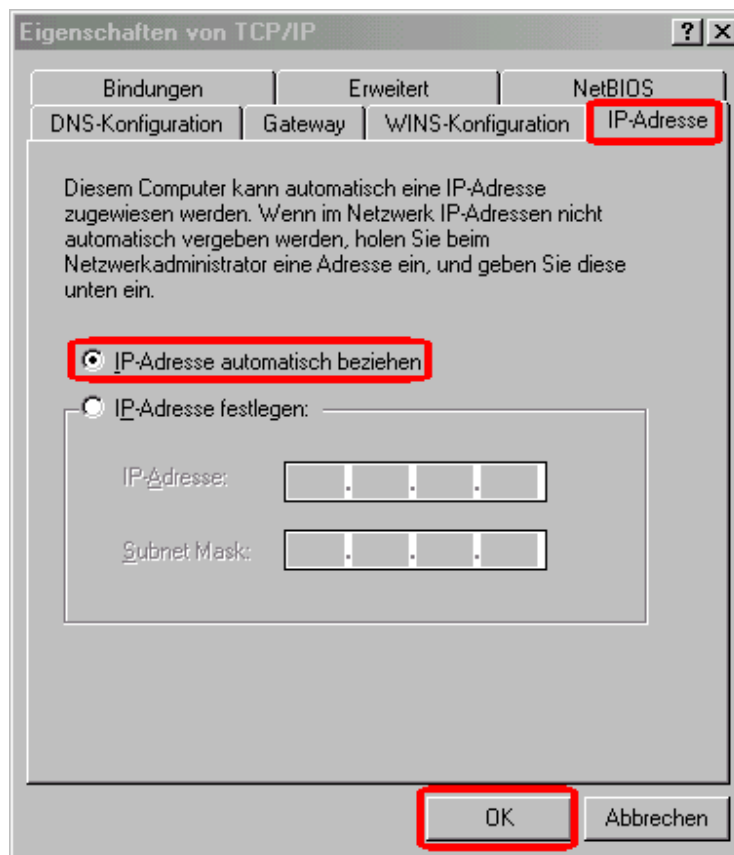 Eigenschaften von TCP/IP
Bindungen Erweitert NetBIOS
DNS-Konfiguration Gateway WINS-Konfiguration IP-Adresse
Diesem Computer kann automatisch eine IP-Adresse
zugewiesen werden. Wenn im Netzwerk IP-Adressen nicht
automatisch vergeben werden, holen Sie beim
Netzwerkadministrator eine Adresse ein, und geben Sie diese
unten ein.
IP-Adresse automatisch beziehen
IP-Adresse festlegen:
IP-Adresse: . . .
Subnet Mask: . . .
OK Abbrechen